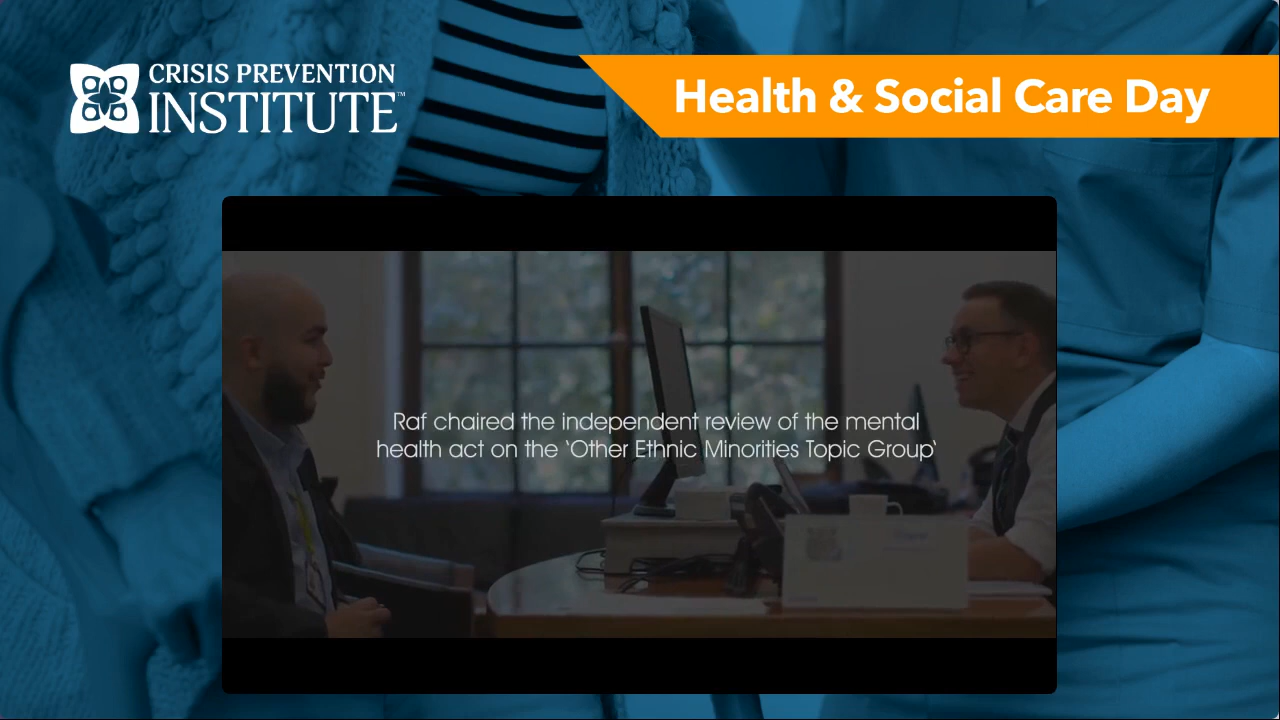 CRISIS PREVENTION
INSTITUTE™
Health & Social Care Day
Raf chaired the independent review of the mental
health act on the ‘Other Ethnic Minorities Topic Group‘